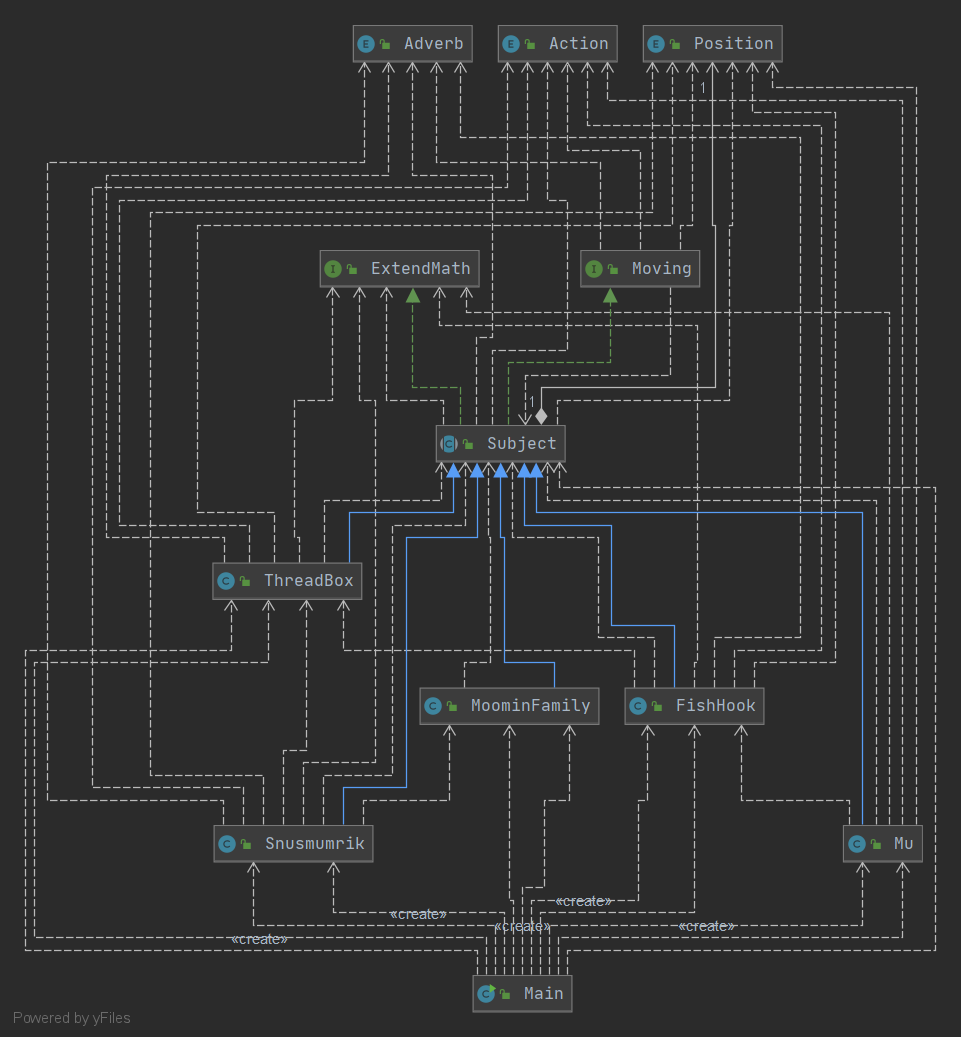 Adverb
Action
Position
1
ExtendMath
Moving
1
Subject
ThreadBox
MoominFamily
FishHook
Snusmumrik
Mu
«create»
«create»
«create»
«create»
«create»
Main
Powered by yFiles